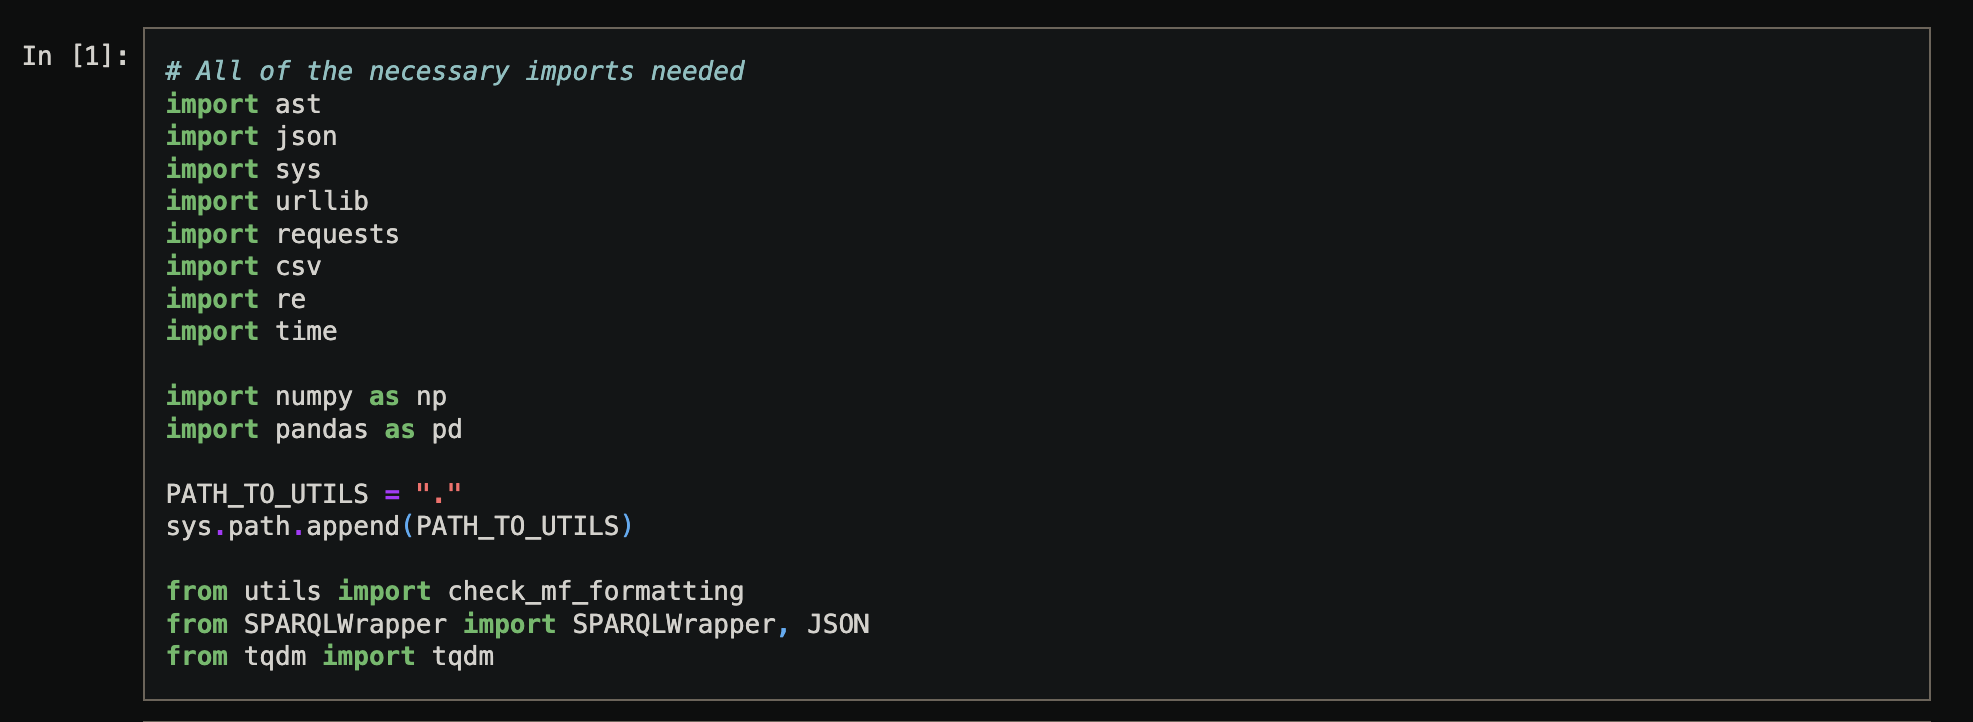 In [1]:
# All of the necessary imports needed
import ast
import json
import sys
import urllib
import requests
import csv
import re
import time
import numpy as np
import pandas as pd
PATH_TO_UTILS = "."
sys.path.append(PATH_TO_UTILS)
from utils import check_mf_formatting
from SPARQLWrapper import SPARQLWrapper, JSON
from tqdm import tqdm